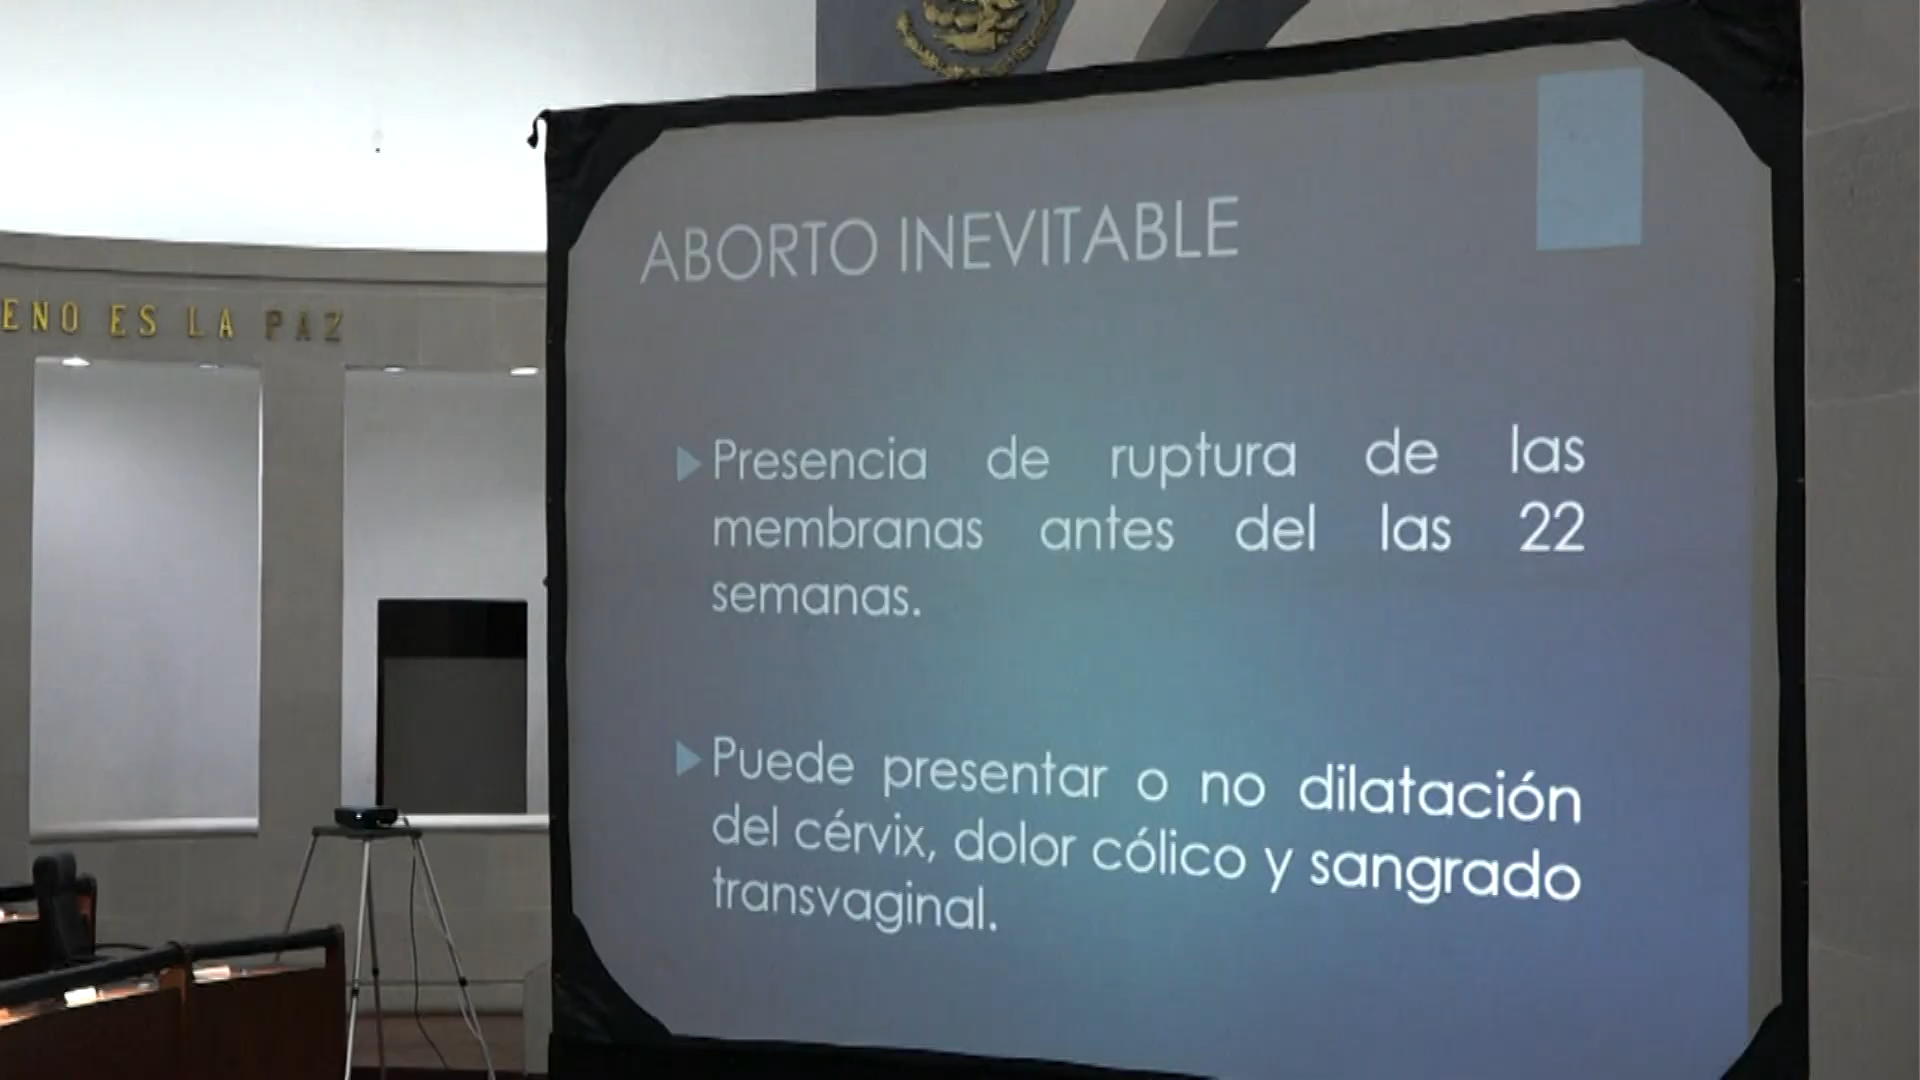 ENO ES LA PAZ
ABORTO INEVITABLE
Presencia de ruptura de las
membranas antes del las 22
semanas.
Puede presentar o no dilatación
del cérvix, dolor cólico y sangrado
transvaginal.